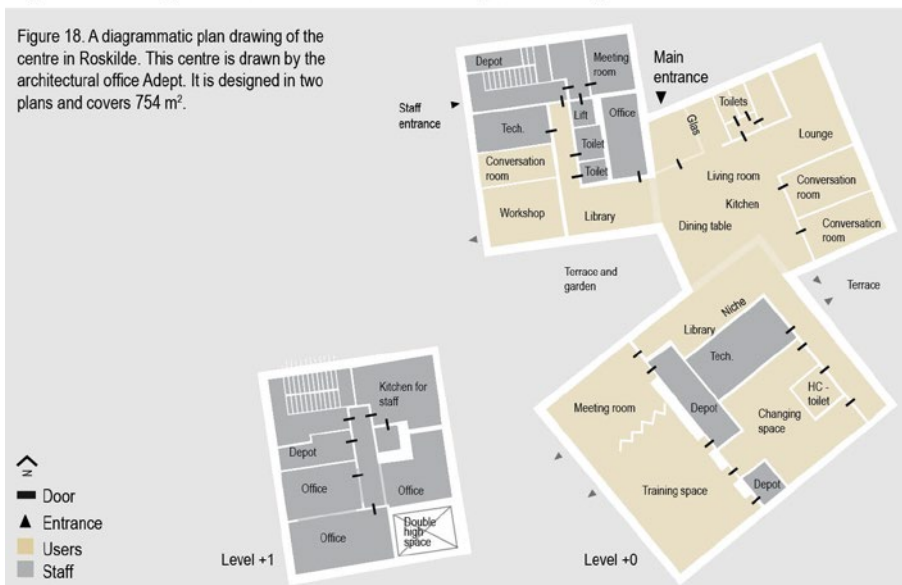 Figure 18. A diagrammatic plan drawing of the
centre in Roskilde. This centre is drawn by the
architectural office Adept. It is designed in two
plans and covers 754 m².
Depot
Meeting
room
Main
entrance
Staff
entrance
Lift
Office
Glas
Toilets
Tech.
Toilet
Lounge
Conversation
room
Toilet
Living room
Conversation
room
Kitchen
Workshop
Library
Dining table
Conversation
room
Terrace and
garden
Terrace
Niche
Library
Tech.
Kitchen for
staff
HC -
toilet
Meeting room
Depot
Changing
space
Depot
Office
Office
Training space
Depot
Office
Double
high
space
N
Door
Entrance
Users
Staff
Level +1
Level +0